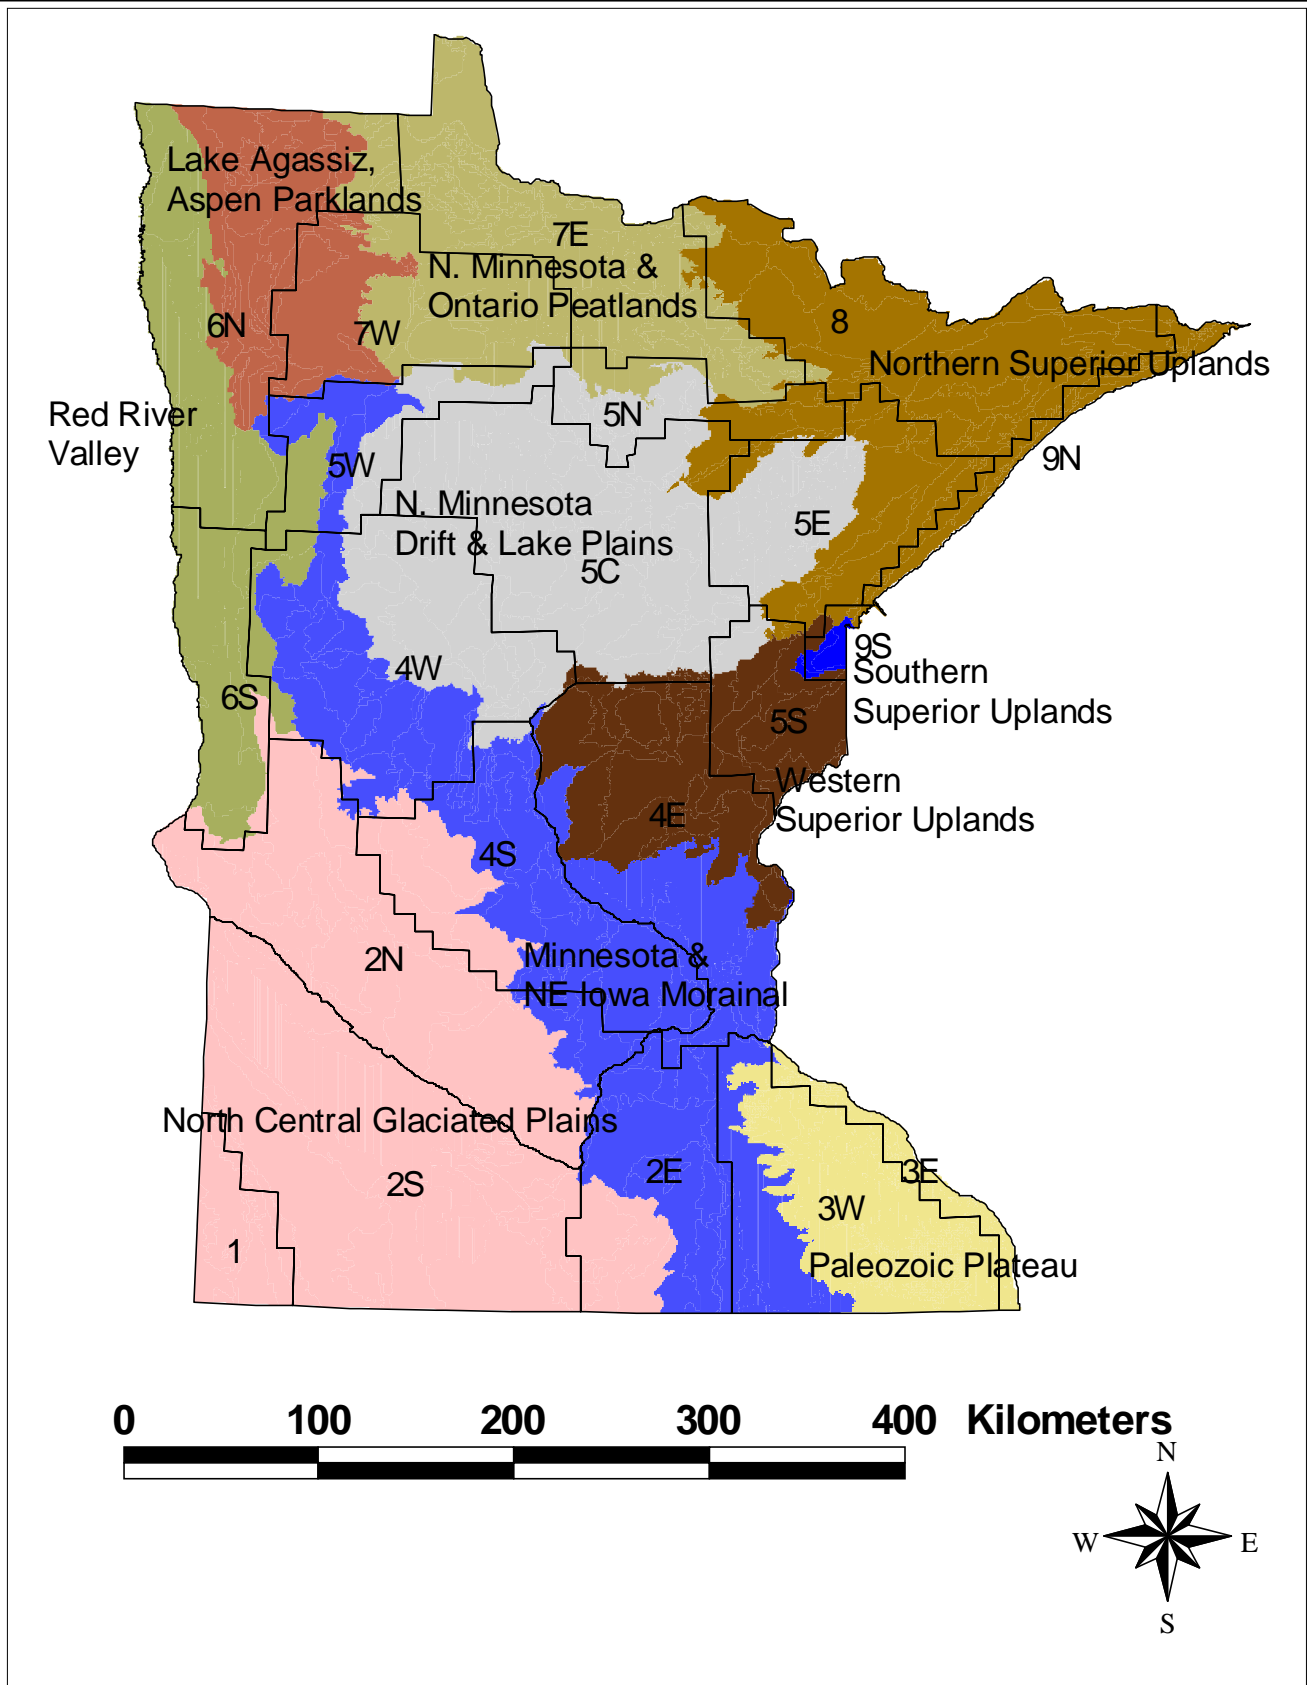 Lake Agassiz,
Aspen Parklands
7E
N. Minnesota &
Ontario Peatlands
6N
7W
8
Northern Superior Uplands
Red River
Valley
5N
5W
9N
N. Minnesota
Drift & Lake Plains
5E
5C
9S
Southern
Superior Uplands
4W
6S
5S
Western
Superior Uplands
4E
4S
2N
Minnesota &
NE Iowa Morainal
North Central Glaciated Plains
2S
2E
3E
3W
1
Paleozoic Plateau
0 100 200 300 400 Kilometers
N
W E
S